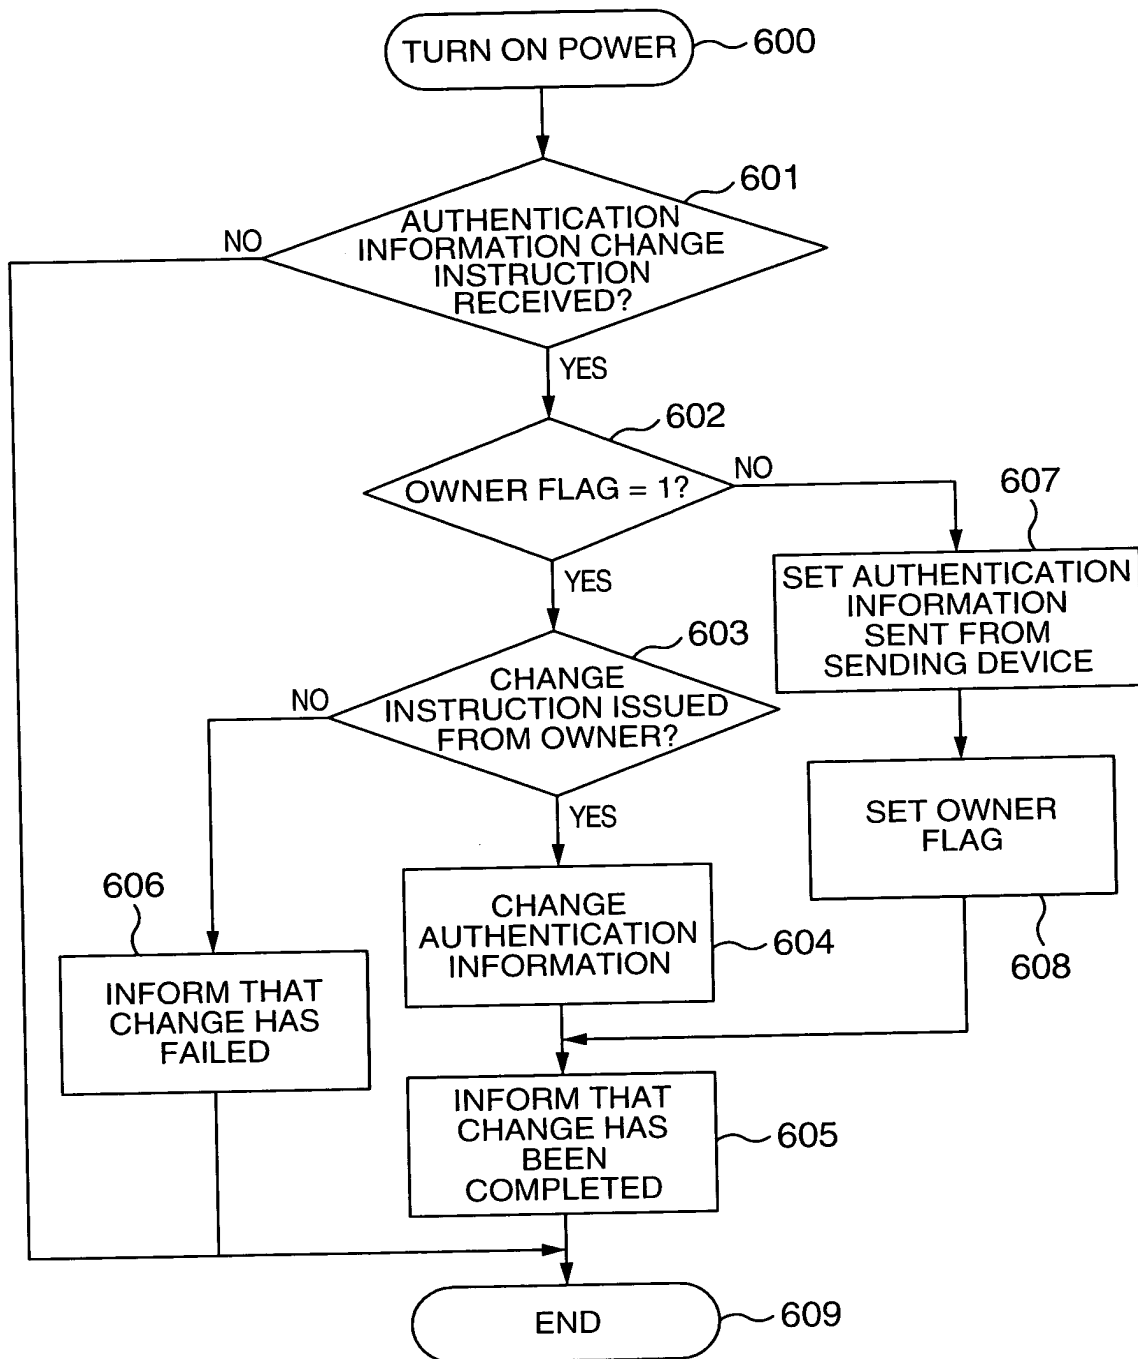 TURN ON POWER
600
601
AUTHENTICATION
INFORMATION CHANGE
INSTRUCTION
RECEIVED?
NO
YES
602
OWNER FLAG = 1?
NO
YES
607
SET AUTHENTICATION
INFORMATION
SENT FROM
SENDING DEVICE
603
CHANGE
INSTRUCTION ISSUED
FROM OWNER?
NO
YES
SET OWNER
FLAG
608
606
INFORM THAT
CHANGE HAS
FAILED
CHANGE
AUTHENTICATION
INFORMATION
604
INFORM THAT
CHANGE HAS
BEEN
COMPLETED
605
END
609